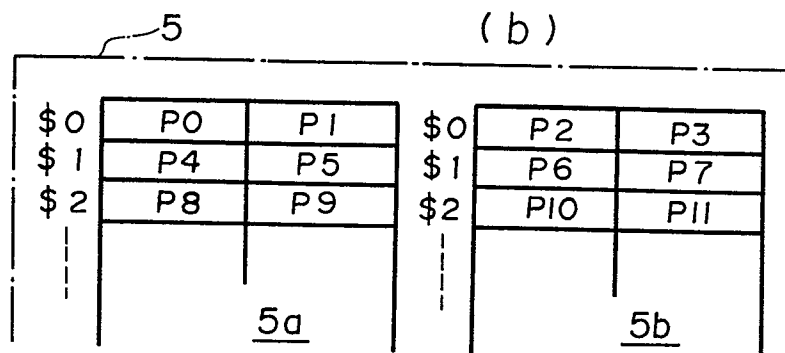 5 (b)
$0 P0 P1 $0 P2 P3
$1 P4 P5 $1 P6 P7
$2 P8 P9 $2 P10 P11
5a 5b